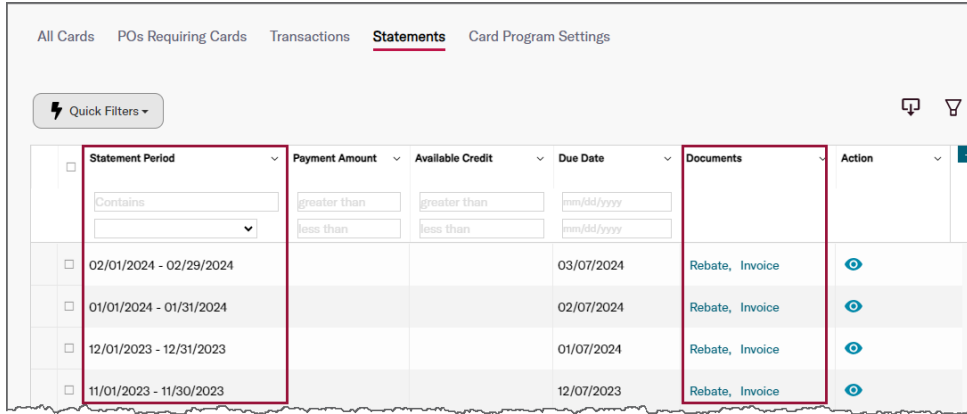 All Cards POs Requiring Cards Transactions Statements Card Program Settings
Quick Filters
Statement Period Payment Amount Available Credit Due Date Documents Action
Contains greater than greater than mm/dd/yyyy
less than less than mm/dd/yyyy
02/01/2024 - 02/29/2024 03/07/2024 Rebate, Invoice
01/01/2024 - 01/31/2024 02/07/2024 Rebate, Invoice
12/01/2023 - 12/31/2023 01/07/2024 Rebate, Invoice
11/01/2023 - 11/30/2023 12/07/2023 Rebate, Invoice